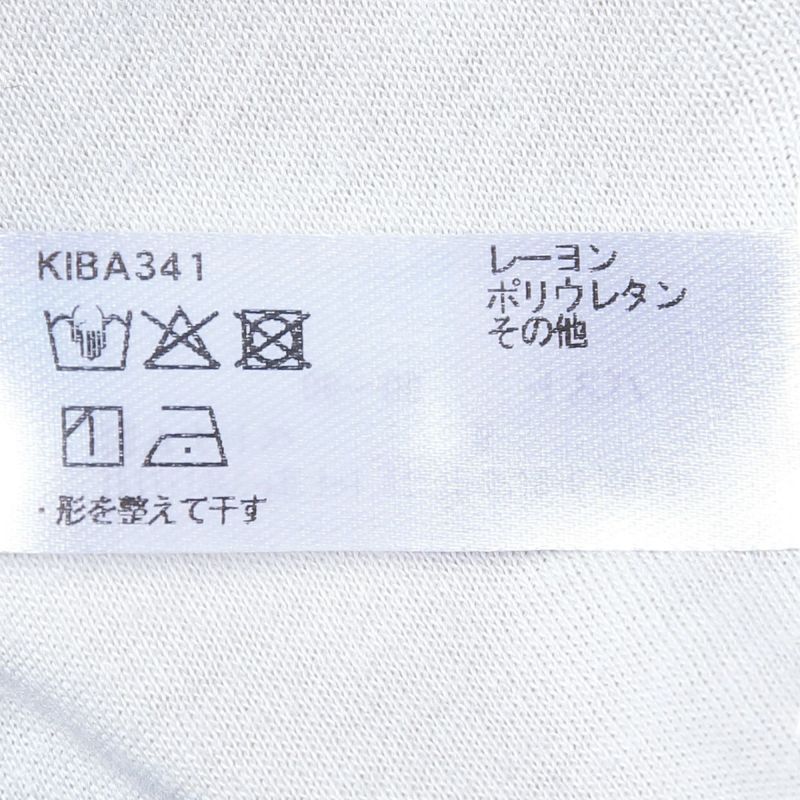 KIBA341
レーヨン
ポリウレタン
その他
・形を整えて干す